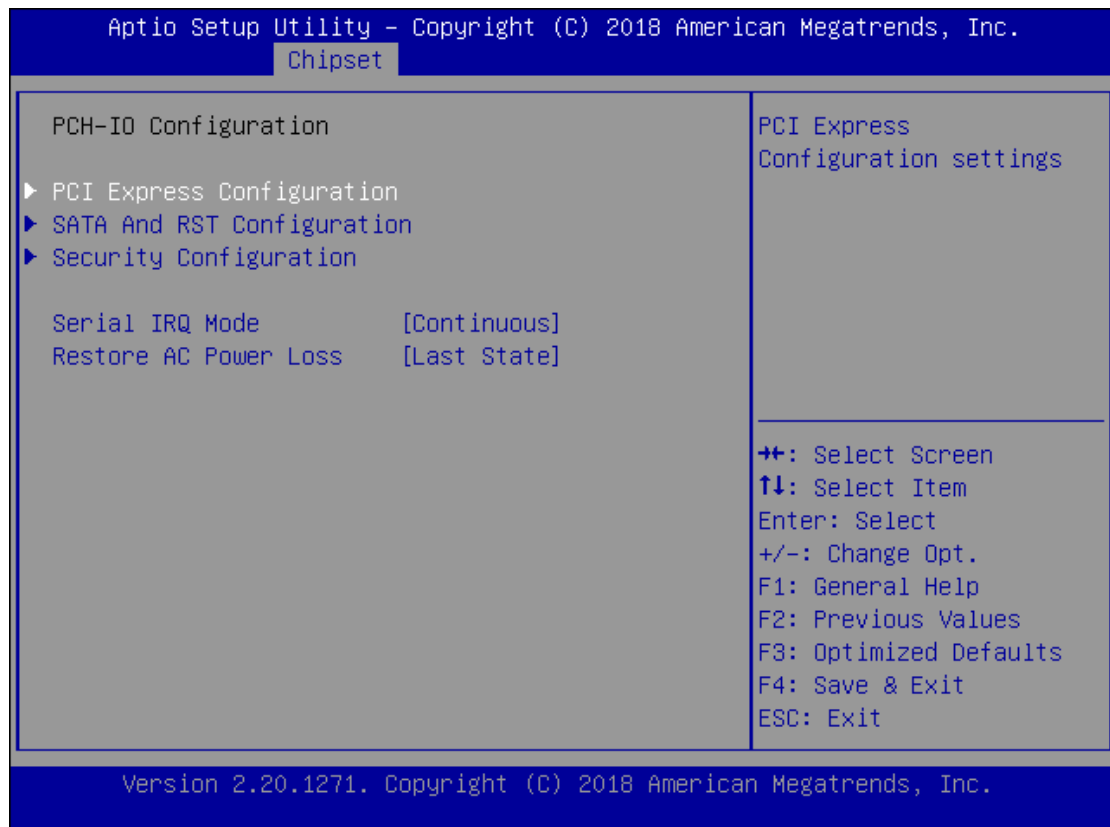 Aptio Setup Utility – Copyright (C) 2018 American Megatrends, Inc.
Chipset
PCH-IO Configuration
▶ PCI Express Configuration
▶ SATA And RST Configuration
▶ Security Configuration
Serial IRQ Mode [Continuous]
Restore AC Power Loss [Last State]
PCI Express
Configuration settings
→←: Select Screen
↑↓: Select Item
Enter: Select
+/-: Change Opt.
F1: General Help
F2: Previous Values
F3: Optimized Defaults
F4: Save & Exit
ESC: Exit
Version 2.20.1271. Copyright (C) 2018 American Megatrends, Inc.